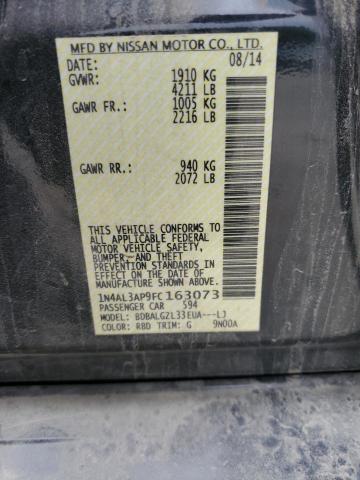 MFD BY NISSAN MOTOR CO., LTD.
DATE: 08/14
GVWR: 1910 KG
4211 LB
GAWR FR: 1005 KG
2216 LB
GAWR RR: 940 KG
2072 LB
THIS VEHICLE CONFORMS TO ALL
APPLICABLE U.S. FEDERAL MOTOR
VEHICLE SAFETY,
BUMPER, AND THEFT
PREVENTION STANDARDS IN EFFECT
ON THE DATE OF MANUFACTURE
SHOWN ABOVE.
1N4AL3AP9FC163073
PASSENGER CAR 594
MODEL: BDBALGZL33EUA---LJ
COLOR: RBD TRIM: G 9N00A